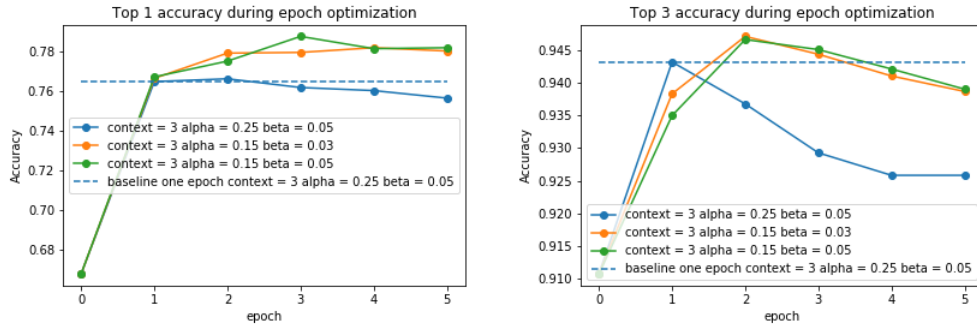 Top 1 accuracy during epoch optimization
Accuracy
0.78
0.76
0.74
0.72
0.70
0.68
context = 3 alpha = 0.25 beta = 0.05
context = 3 alpha = 0.15 beta = 0.03
context = 3 alpha = 0.15 beta = 0.05
baseline one epoch context = 3 alpha = 0.25 beta = 0.05
0 1 2 3 4 5
epoch
Top 3 accuracy during epoch optimization
Accuracy
0.945
0.940
0.935
0.930
0.925
0.920
0.915
0.910
context = 3 alpha = 0.25 beta = 0.05
context = 3 alpha = 0.15 beta = 0.03
context = 3 alpha = 0.15 beta = 0.05
baseline one epoch context = 3 alpha = 0.25 beta = 0.05
0 1 2 3 4 5
epoch